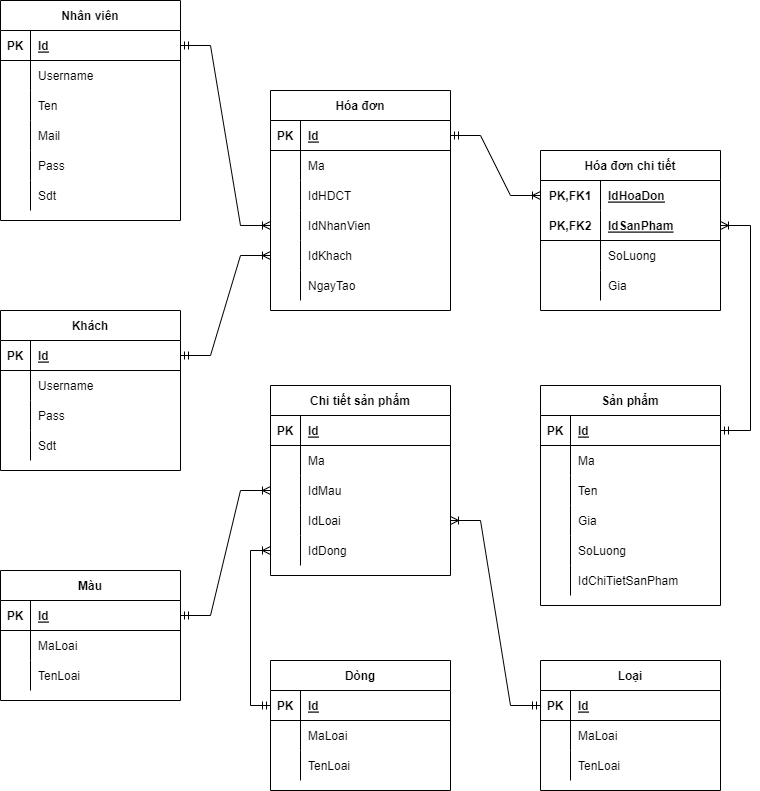 Nhân viên
PK Id
Username
Ten
Mail
Pass
Sdt
Hóa đơn
PK Id
Ma
IdHDCT
IdNhanVien
IdKhach
NgayTao
Hóa đơn chi tiết
PK,FK1 IdHoaDon
PK,FK2 IdSanPham
SoLuong
Gia
Khách
PK Id
Username
Pass
Sdt
Chi tiết sản phẩm
PK Id
Ma
IdMau
IdLoai
IdDong
Sản phẩm
PK Id
Ma
Ten
Gia
SoLuong
IdChiTietSanPham
Màu
PK Id
MaLoai
TenLoai
Dòng
PK Id
MaLoai
TenLoai
Loại
PK Id
MaLoai
TenLoai